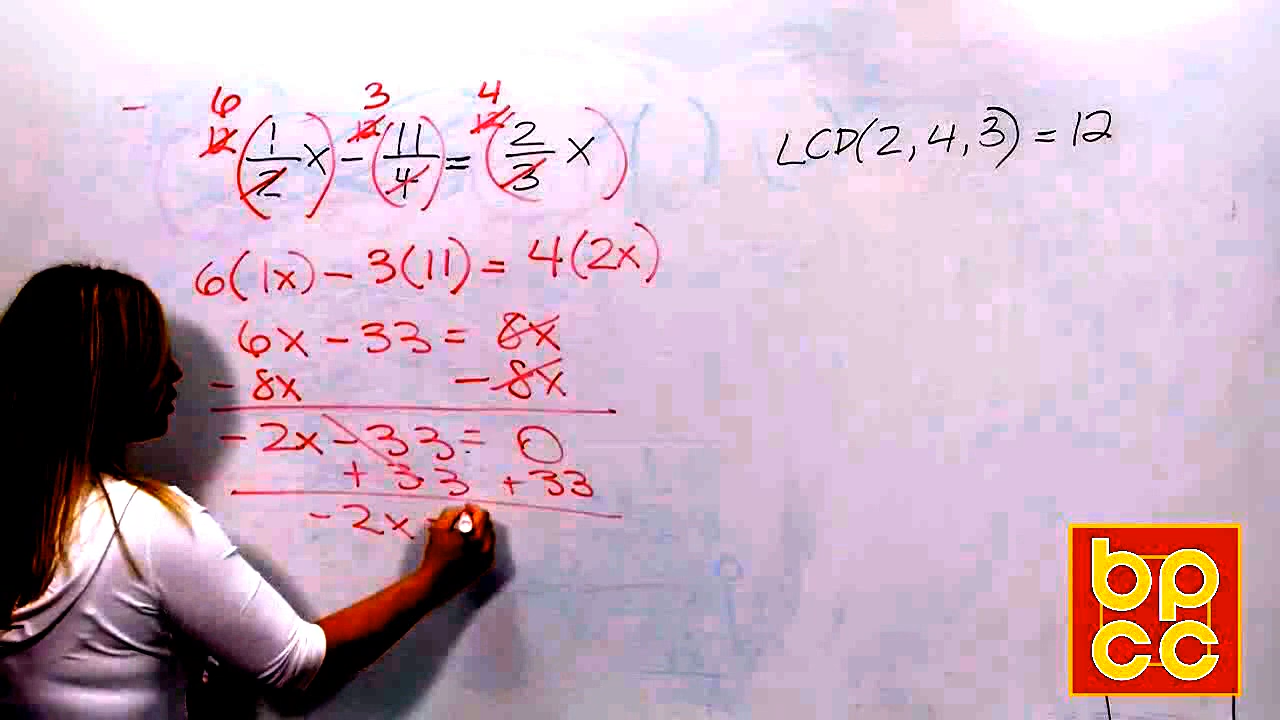 6 3 4
12(1/2 x) - 12(11/4) = 12(2/3 x)
LCD(2,4,3) = 12
6(1x) - 3(11) = 4(2x)
6x - 33 = 8x
- 8x - 8x
- 2x - 33 = 0
+ 33 + 33
- 2x
bp
cc